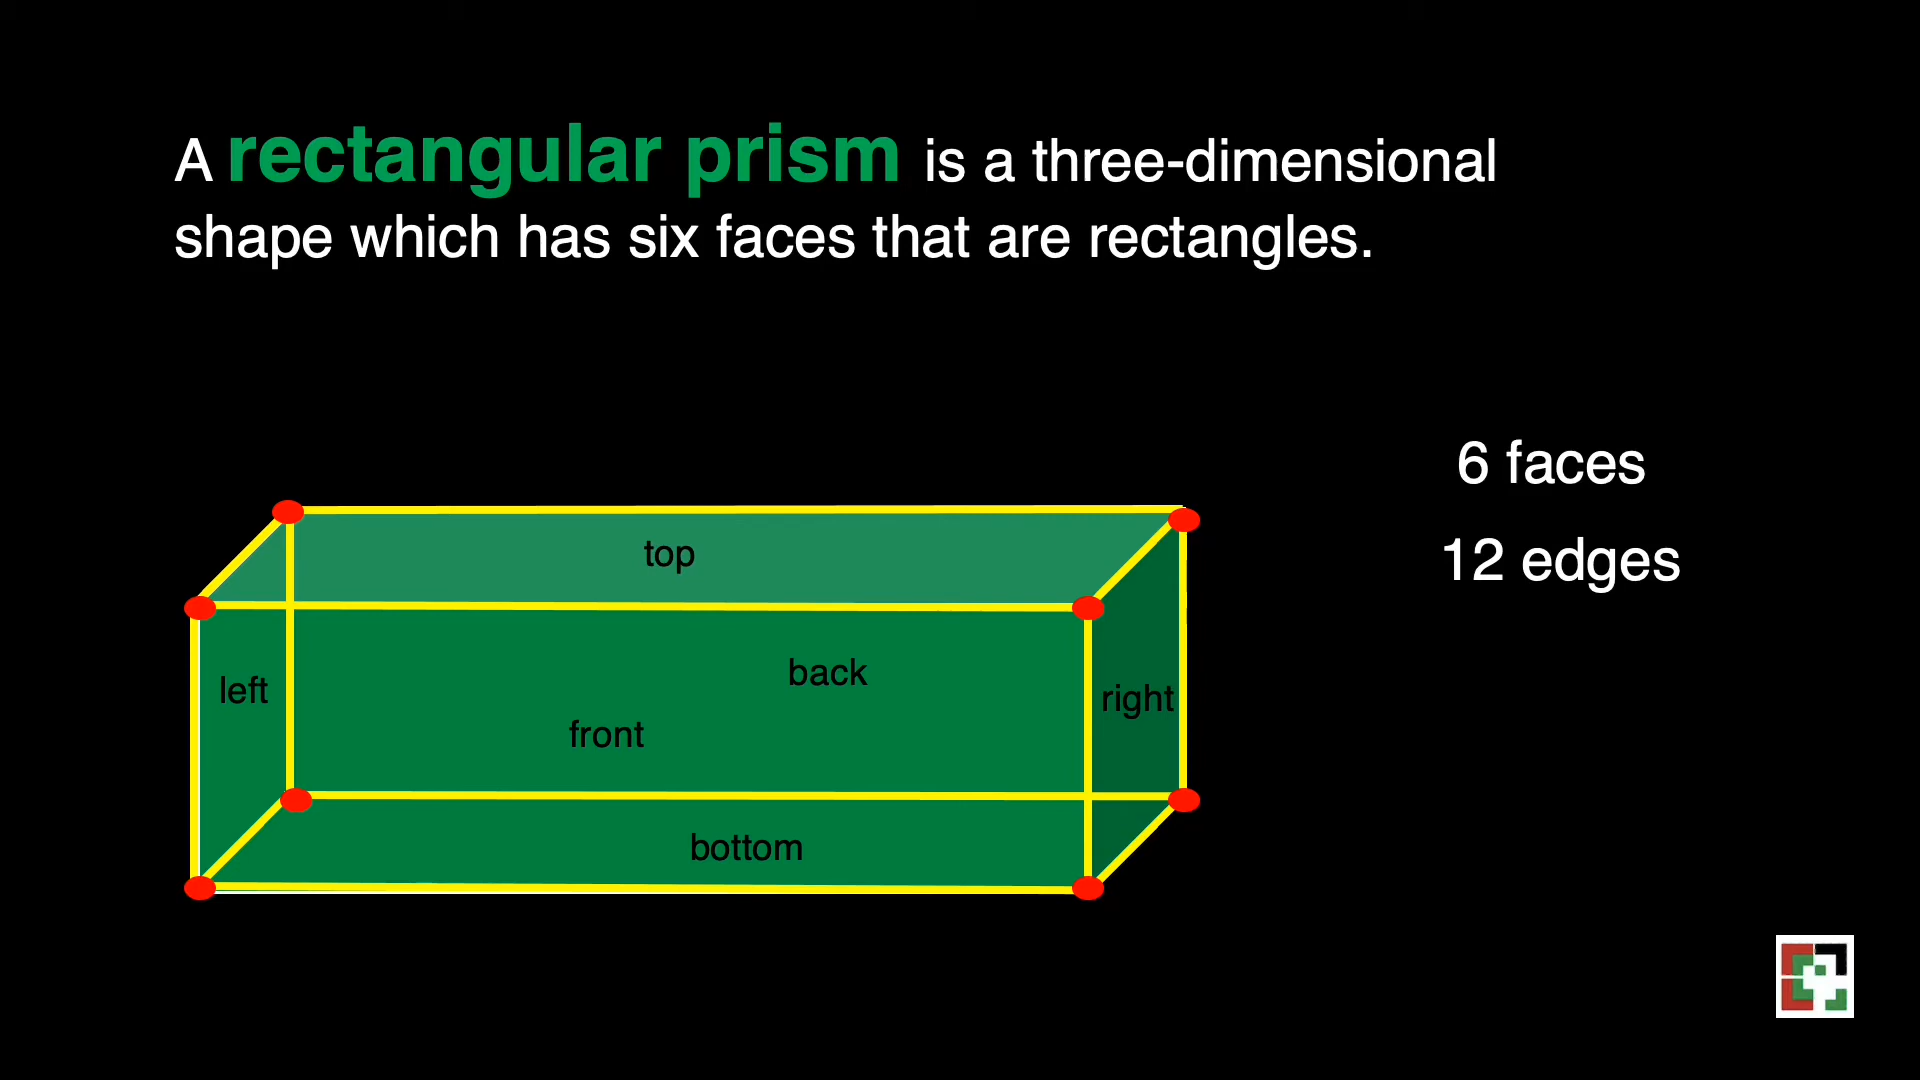 A rectangular prism is a three-dimensional
shape which has six faces that are rectangles.
6 faces
12 edges
top
back
left
right
front
bottom